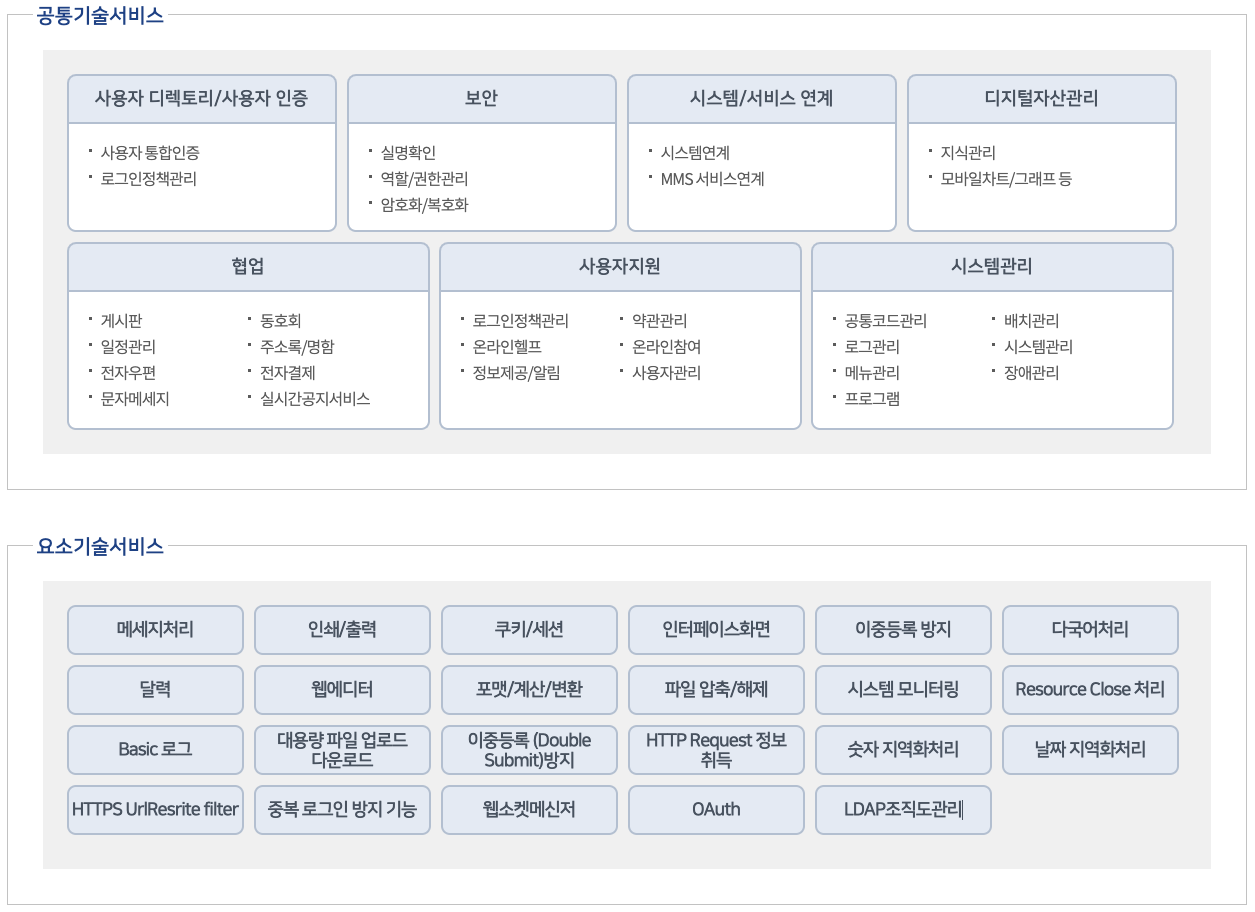 공통기술서비스
사용자 디렉토리/사용자 인증
사용자 통합인증
로그인정책관리
보안
실명확인
역할/권한관리
암호화/복호화
시스템/서비스 연계
시스템연계
MMS 서비스연계
디지털자산관리
지식관리
모바일차트/그래프 등
협업
게시판
일정관리
전자우편
문자메세지
동호회
주소록/명함
전자결제
실시간공지서비스
사용자지원
로그인정책관리
온라인헬프
정보제공/알림
약관관리
온라인참여
사용자관리
시스템관리
공통코드관리
로그관리
메뉴관리
프로그램
배치관리
시스템관리
장애관리
요소기술서비스
메세지처리
인쇄/출력
쿠키/세션
인터페이스화면
이중등록 방지
다국어처리
달력
웹에디터
포맷/계산/변환
파일 압축/해제
시스템 모니터링
Resource Close 처리
Basic 로그
대용량 파일 업로드
다운로드
이중등록 (Double
Submit)방지
HTTP Request 정보
취득
숫자 지역화처리
날짜 지역화처리
HTTPS UrlResrite filter
중복 로그인 방지 기능
웹소켓메신저
OAuth
LDAP조직도관리